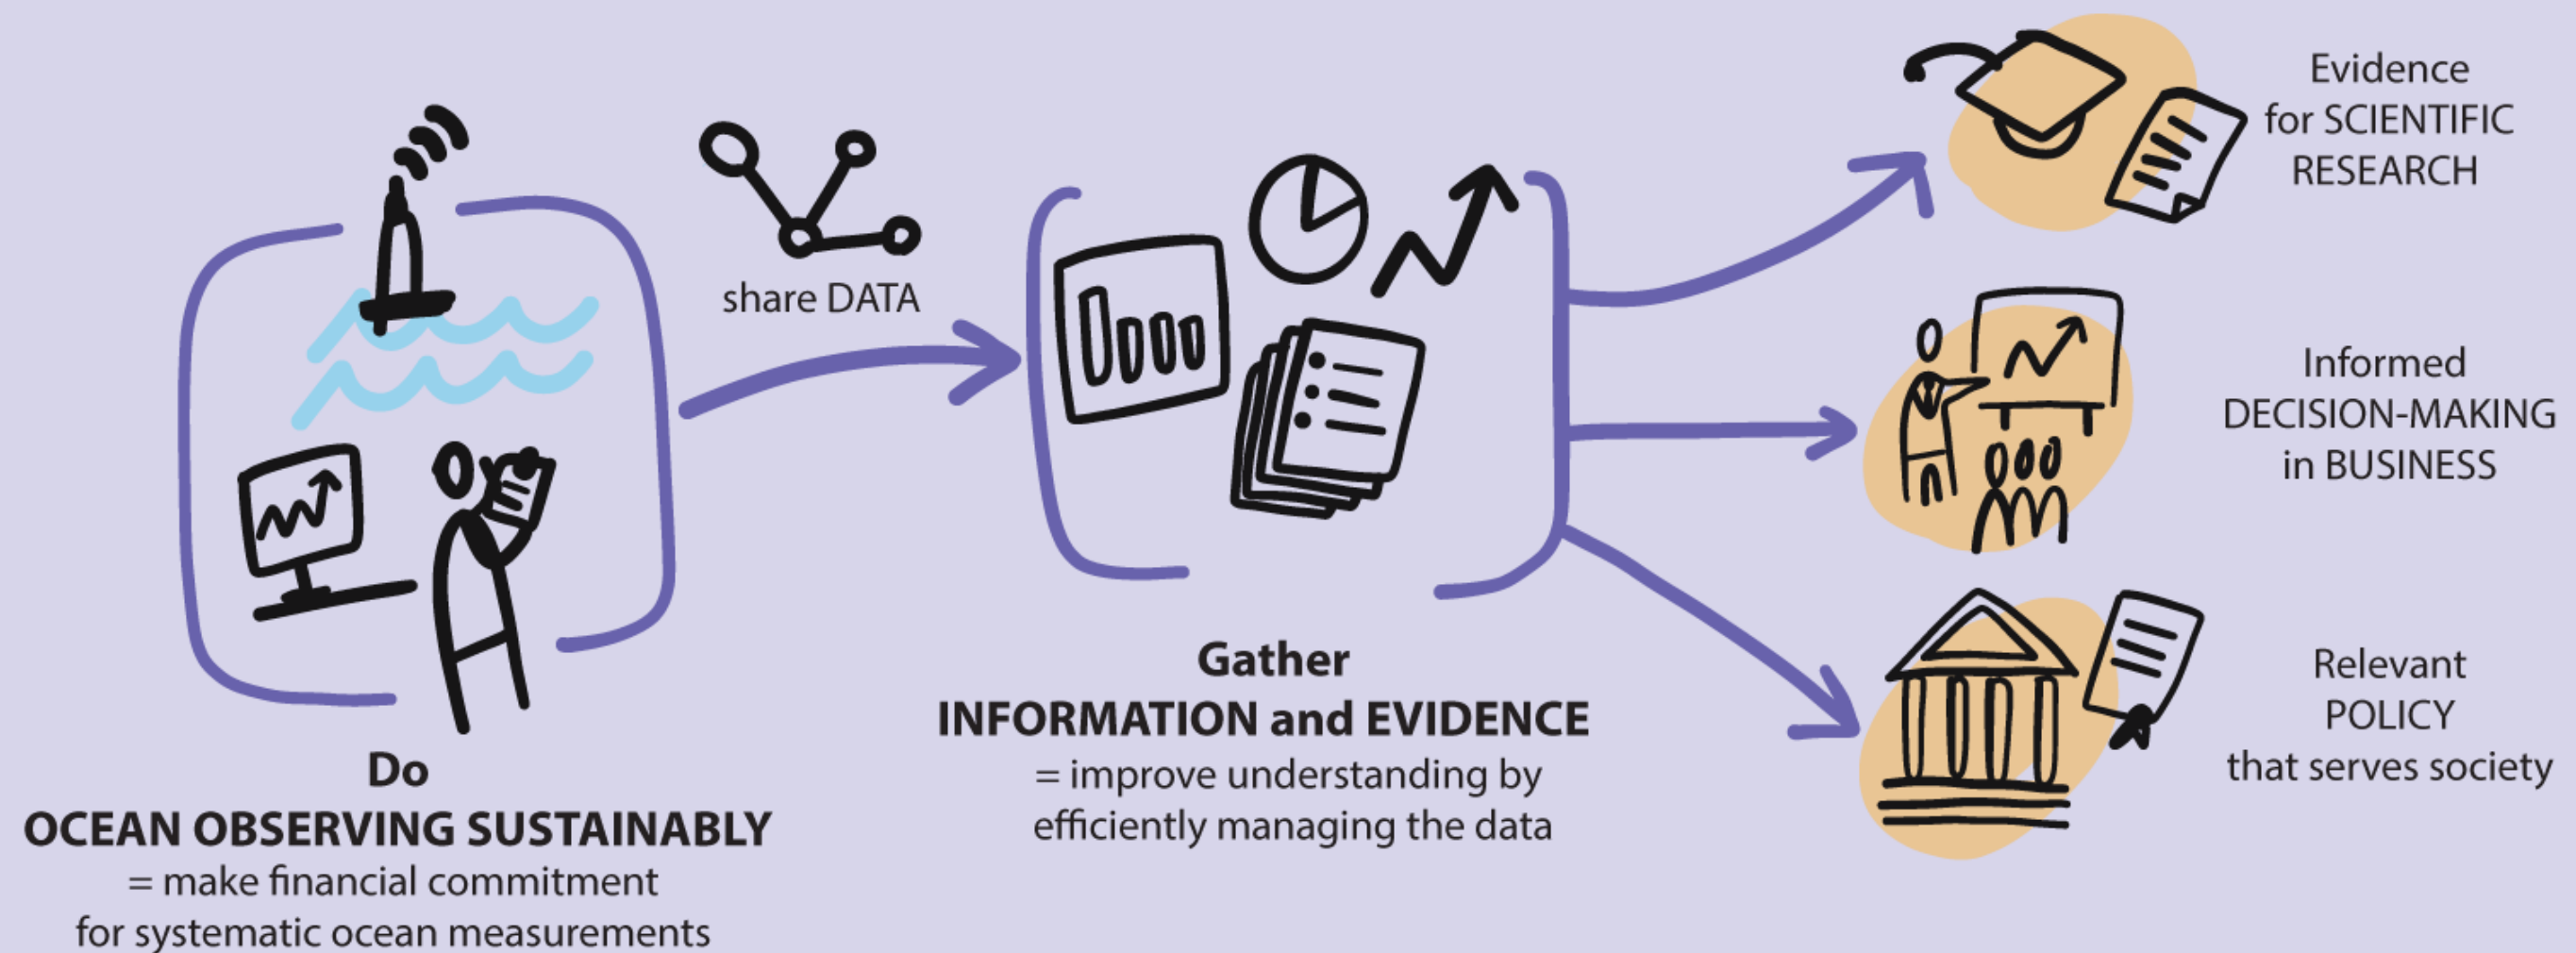 Do
OCEAN OBSERVING SUSTAINABLY
= make financial commitment
for systematic ocean measurements
share DATA
Gather
INFORMATION and EVIDENCE
= improve understanding by
efficiently managing the data
Evidence
for SCIENTIFIC
RESEARCH
Informed
DECISION-MAKING
in BUSINESS
Relevant
POLICY
that serves society